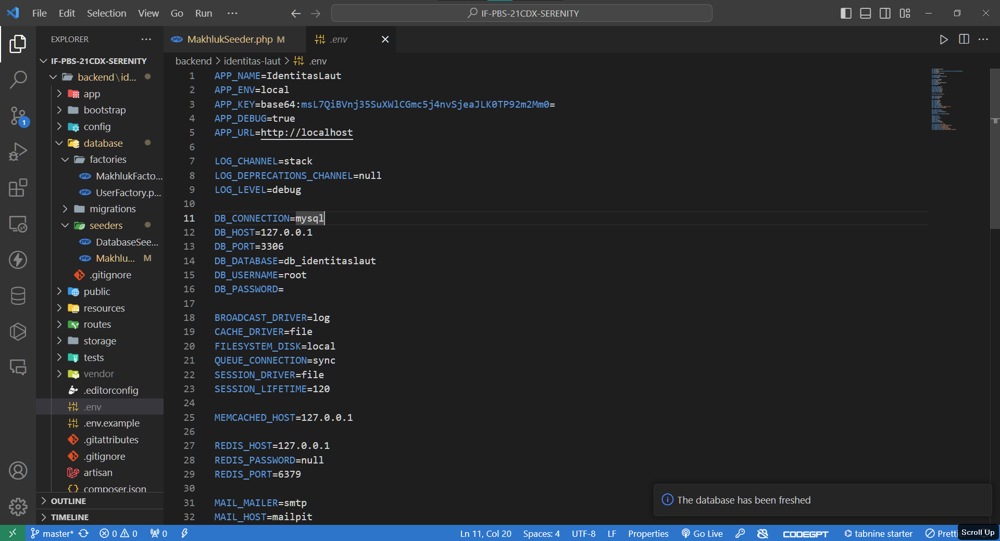 File Edit Selection View Go Run ···
IF-PBS-21CDX-SERENITY
EXPLORER ···
IF-PBS-21CDX-SERENITY
backend\id...
app
bootstrap
config
database
factories
MakhlukFacto...
UserFactory.p...
migrations
seeders
DatabaseSee...
Makhlu... M
.gitignore
public
resources
routes
storage
tests
vendor
.editorconfig
.env
.env.example
.gitattributes
.gitignore
artisan
composer.json
OUTLINE
TIMELINE
1
php MakhlukSeeder.php M
.env
backend > identitas-laut > .env
1 APP_NAME=IdentitasLaut
2 APP_ENV=local
3 APP_KEY=base64:msL7QiBVnj35SuXWlCGmc5j4nvSjeaJLK0TP92m2Mm0=
4 APP_DEBUG=true
5 APP_URL=http://localhost
6
7 LOG_CHANNEL=stack
8 LOG_DEPRECATIONS_CHANNEL=null
9 LOG_LEVEL=debug
10
11 DB_CONNECTION=mysql
12 DB_HOST=127.0.0.1
13 DB_PORT=3306
14 DB_DATABASE=db_identitaslaut
15 DB_USERNAME=root
16 DB_PASSWORD=
17
18 BROADCAST_DRIVER=log
19 CACHE_DRIVER=file
20 FILESYSTEM_DISK=local
21 QUEUE_CONNECTION=sync
22 SESSION_DRIVER=file
23 SESSION_LIFETIME=120
24
25 MEMCACHED_HOST=127.0.0.1
26
27 REDIS_HOST=127.0.0.1
28 REDIS_PASSWORD=null
29 REDIS_PORT=6379
30
31 MAIL_MAILER=smtp
32 MAIL_HOST=mailpit
The database has been freshed
master* 0 0 0 Ln 11, Col 20 Spaces: 4 UTF-8 LF Properties Go Live CODEGPT tabnine starter Pretti
Scroll Up